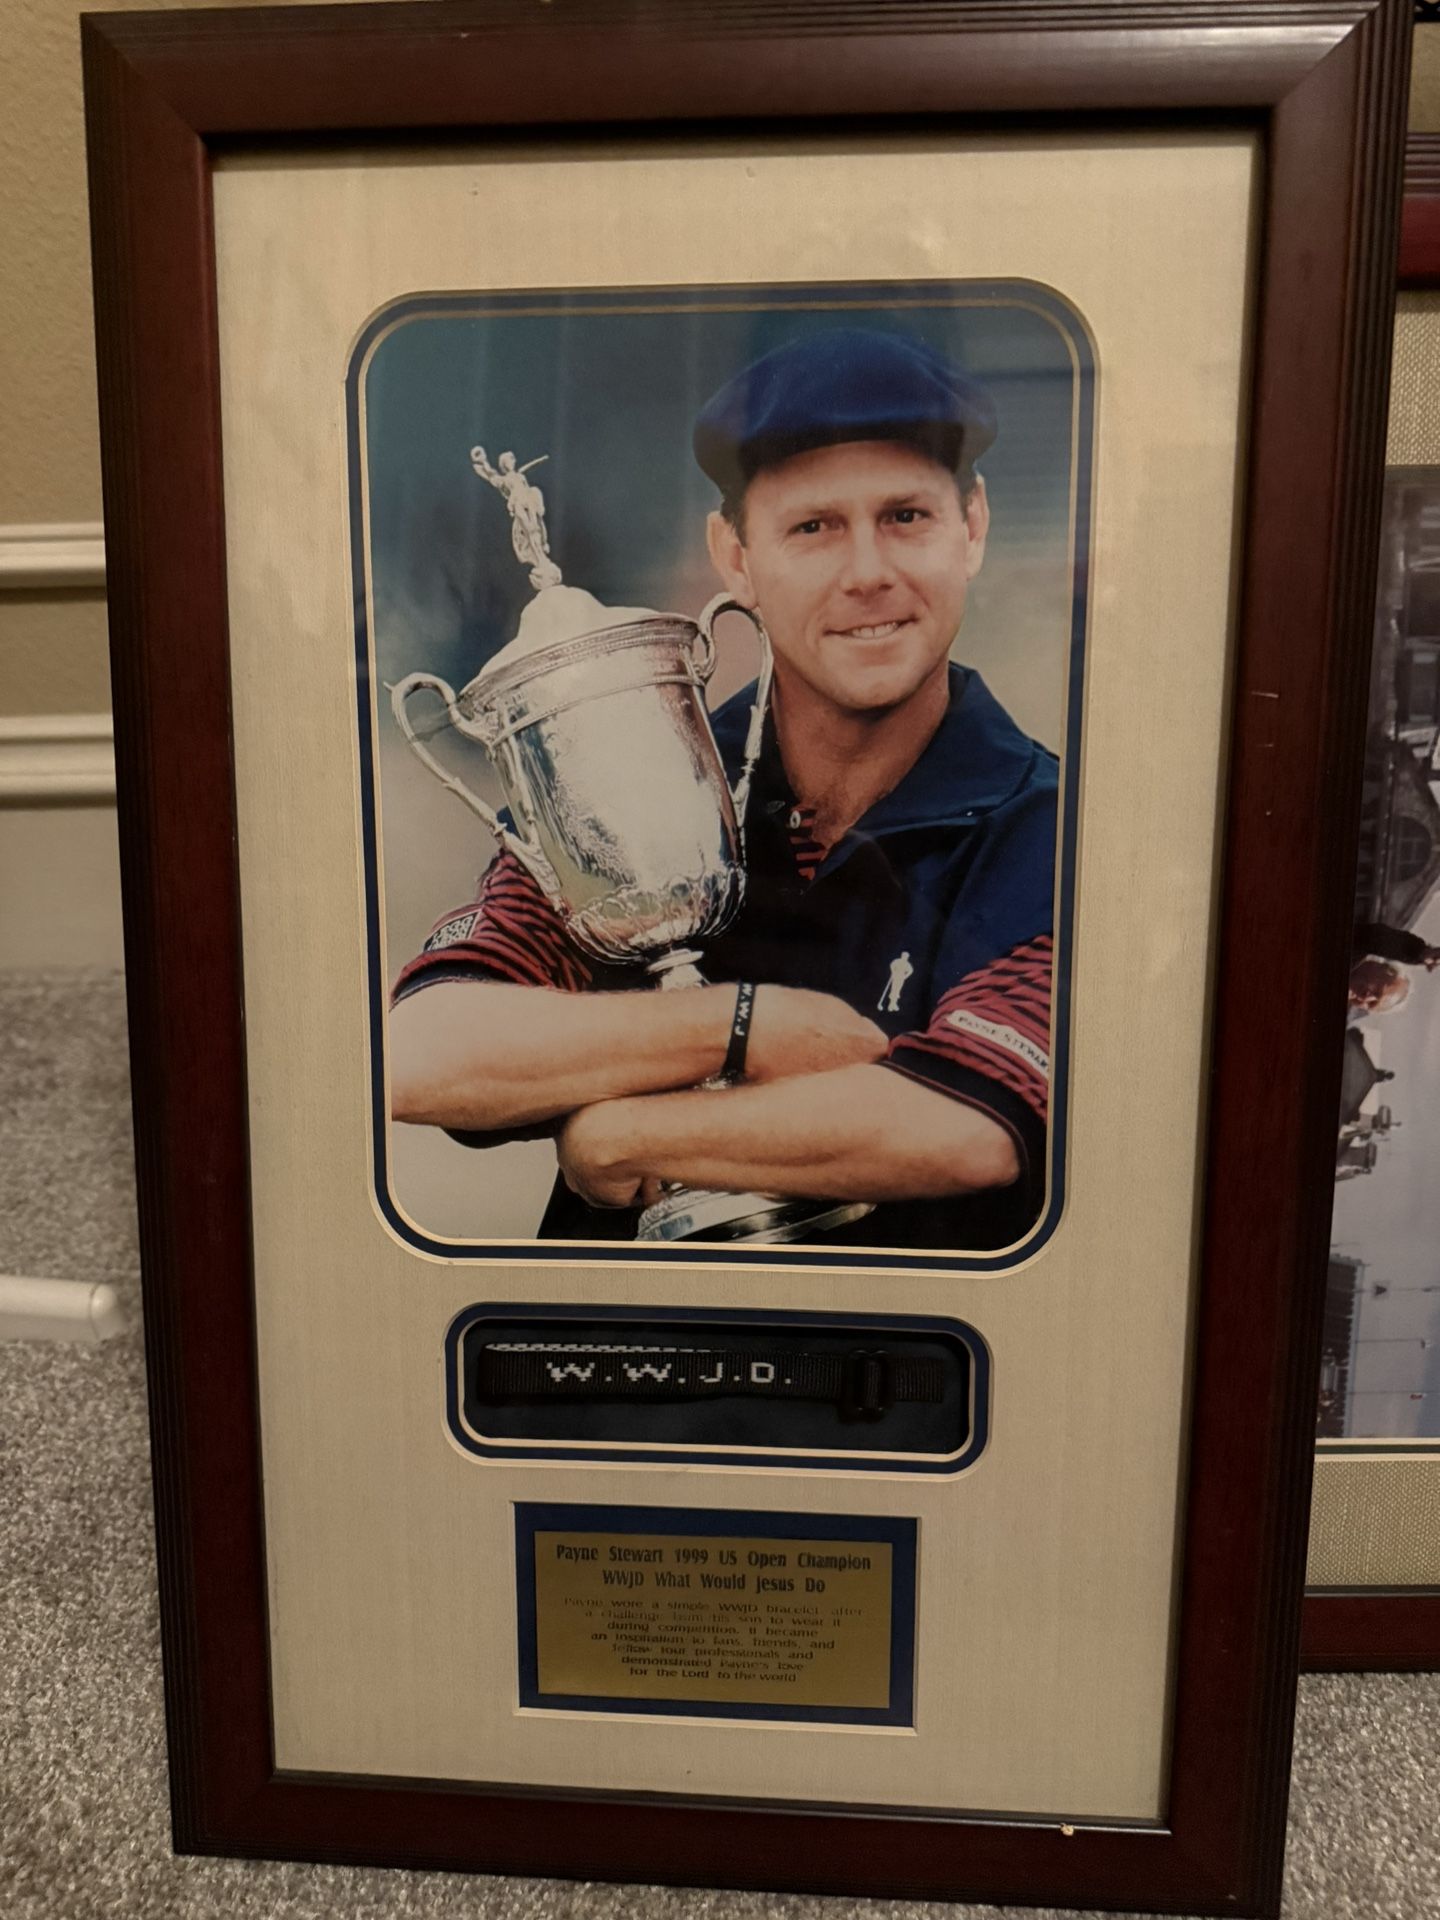 W.W.J
PAYNE STEWART
W.W.J.D.
Payne Stewart 1999 US Open Champion
WWJD What Would Jesus Do
Payne wore a simple WWJD bracelet after
a challenge from his son to wear it
during competition. It became
an inspiration to fans, friends, and
fellow tour professionals and
demonstrated Payne's love
for the Lord to the world